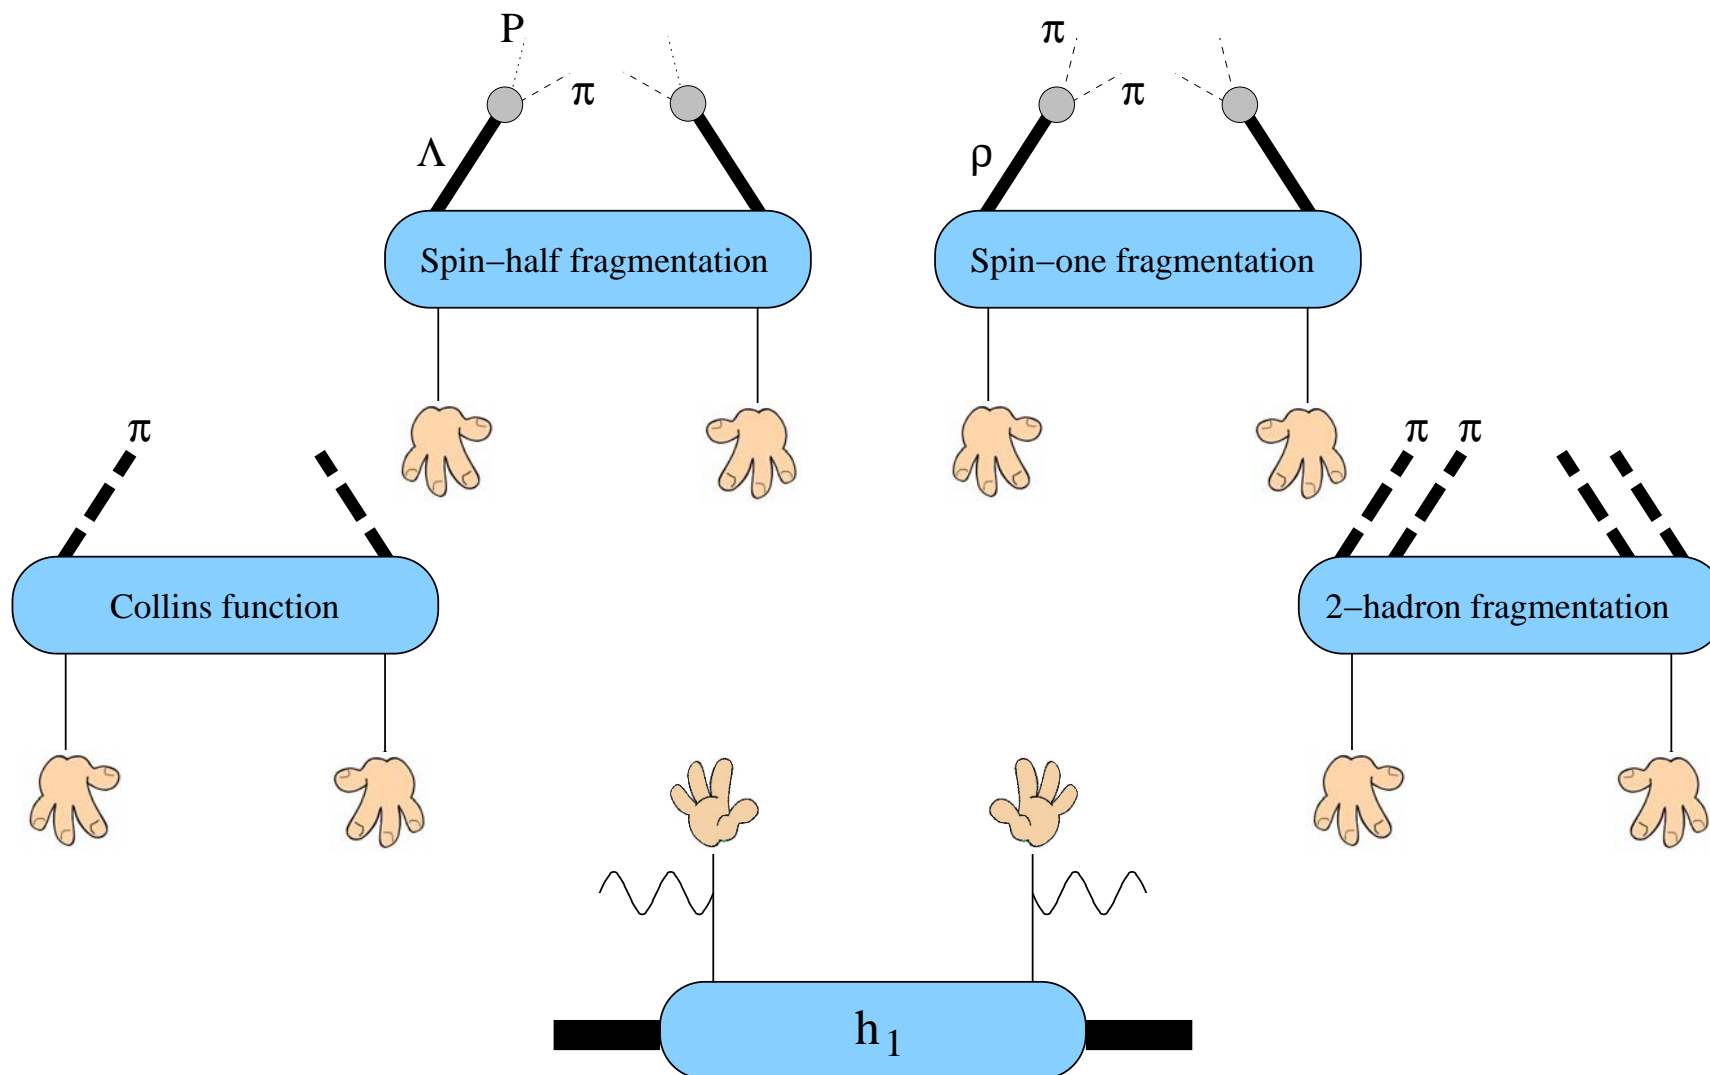 P
π
π
π
Λ
ρ
Spin−half fragmentation
Spin−one fragmentation
π
π
π
Collins function
2−hadron fragmentation
h1